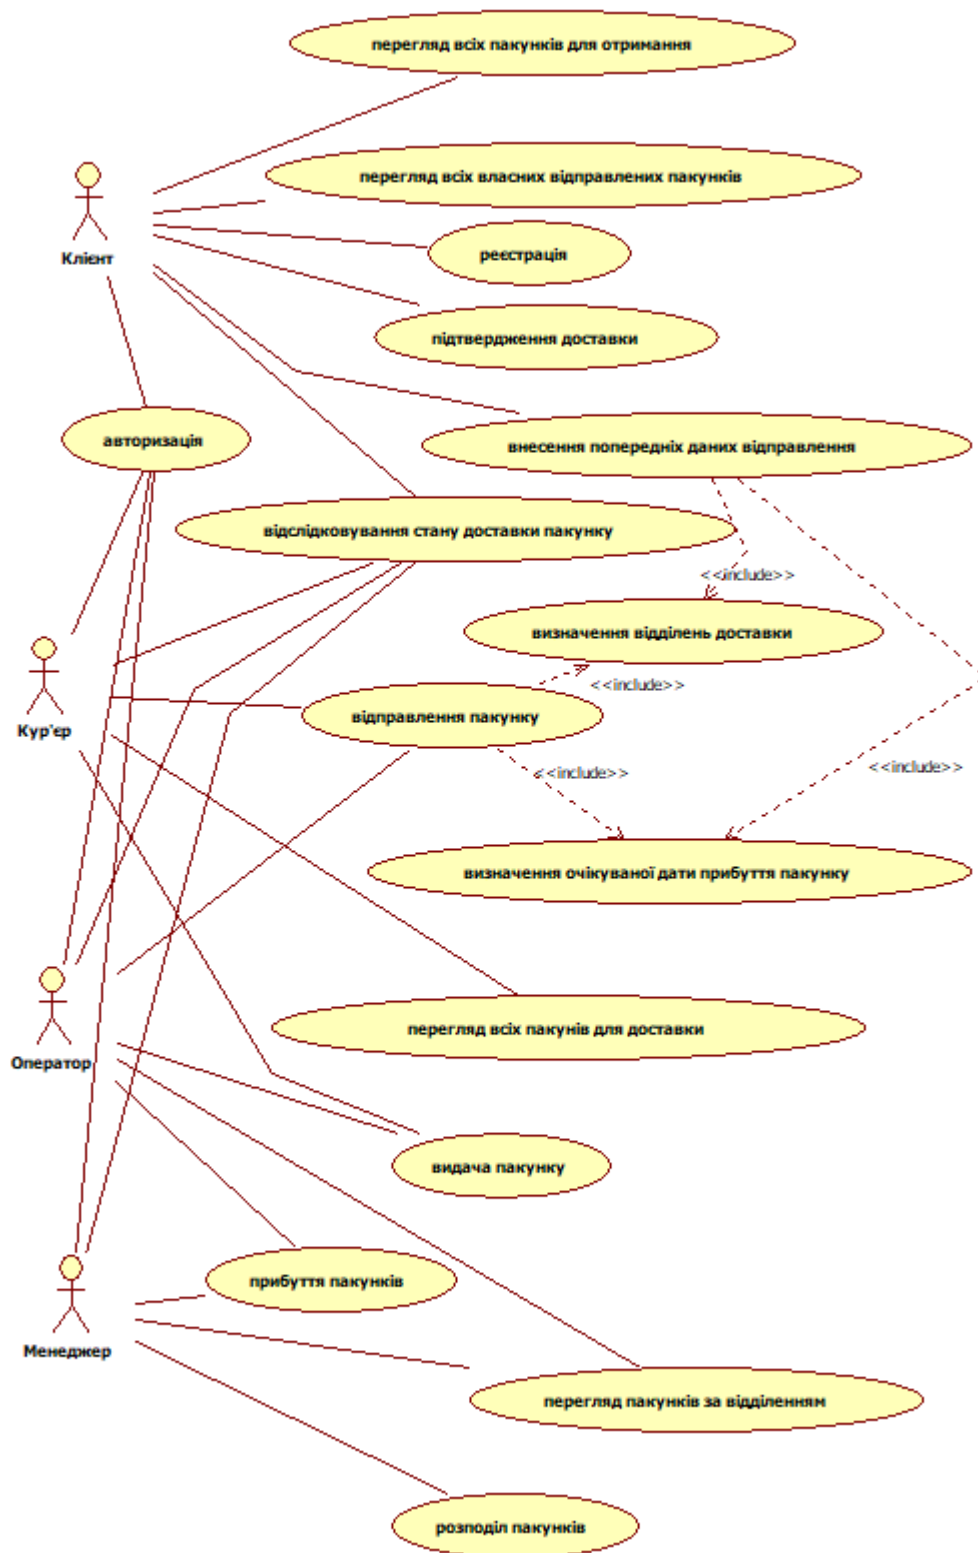 перегляд всіх пакунків для отримання
перегляд всіх власних відправлених пакунків
Клієнт
реєстрація
підтвердження доставки
авторизація
внесення попередніх даних відправлення
відслідковування стану доставки пакунку
<<include>>
визначення відділень доставки
<<include>>
Кур'єр
відправлення пакунку
<<include>>
<<include>>
визначення очікуваної дати прибуття пакунку
перегляд всіх пакунів для доставки
Оператор
видача пакунку
прибуття пакунків
Менеджер
перегляд пакунків за відділенням
розподіл пакунків